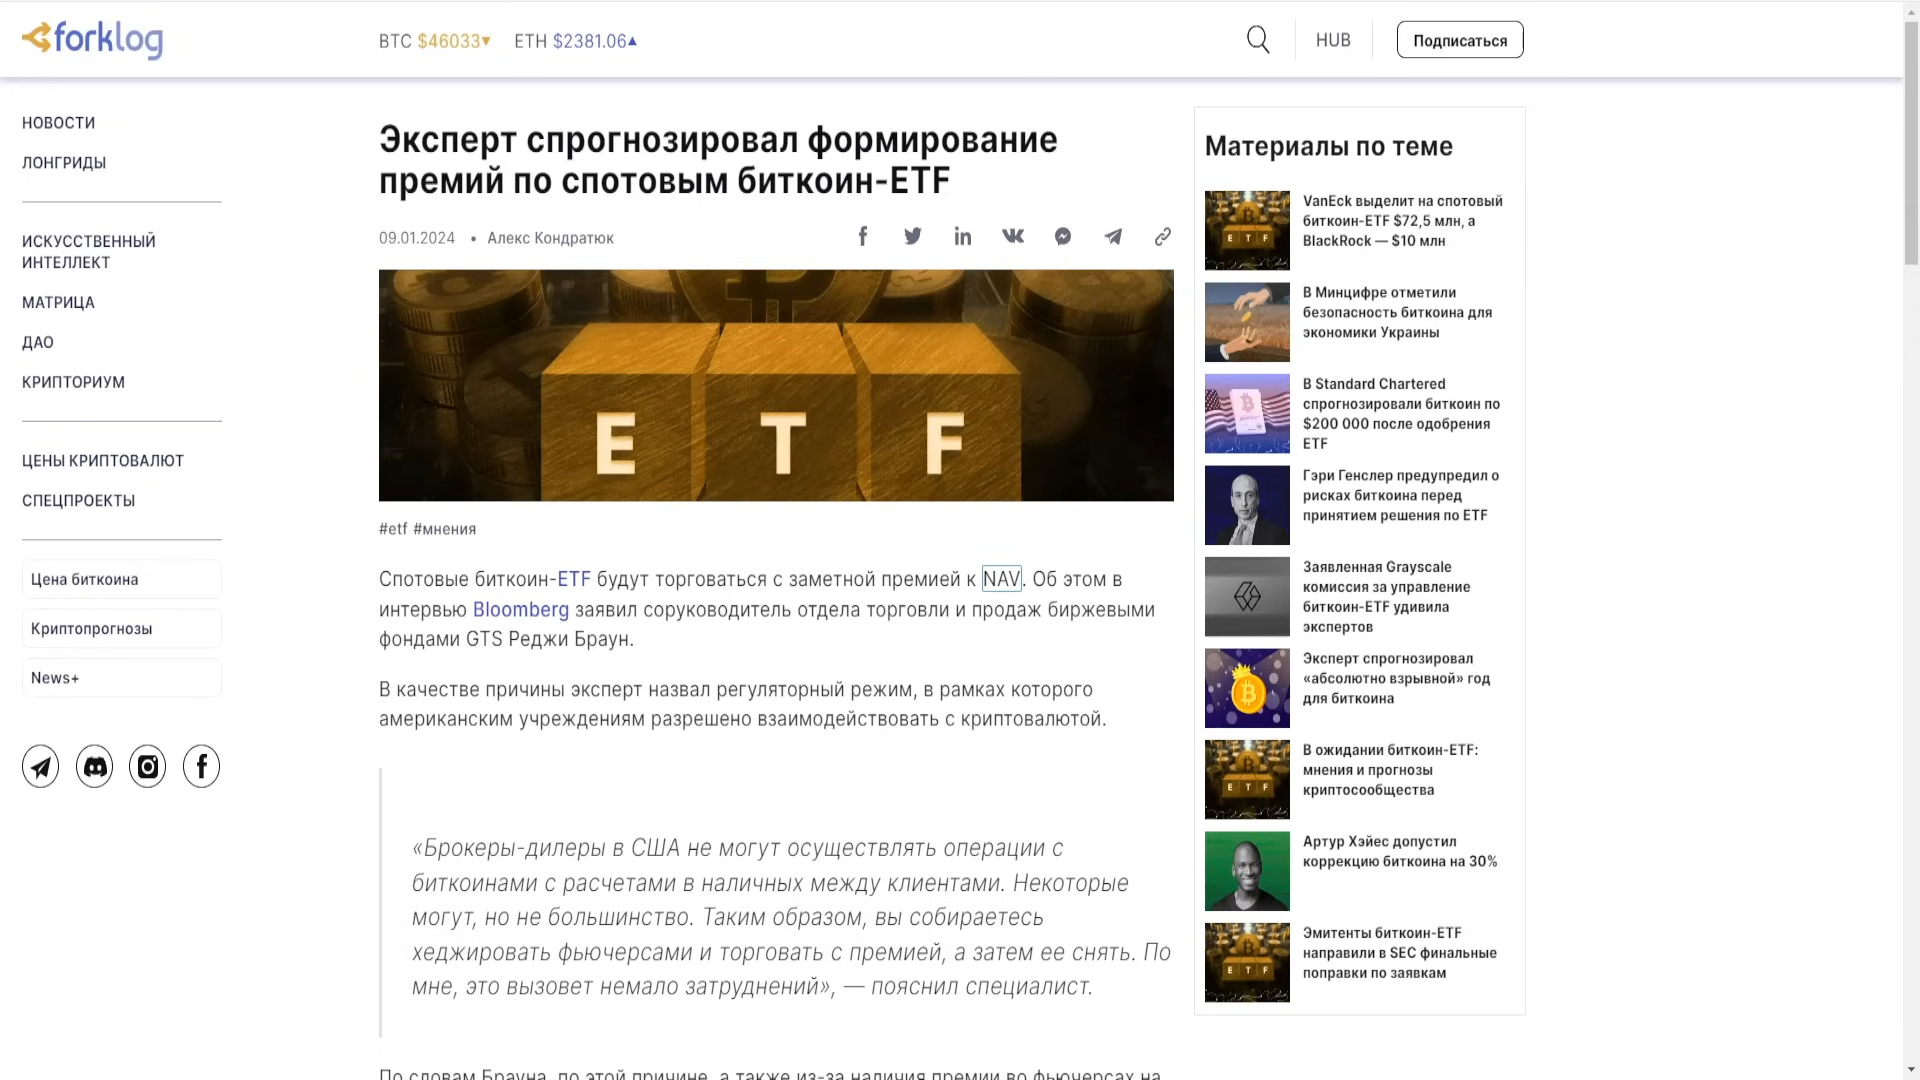 forklog
BTC $46033▼ ETH $2381.06▲
HUB
Подписаться
НОВОСТИ
ЛОНГРИДЫ
ИСКУССТВЕННЫЙ
ИНТЕЛЛЕКТ
МАТРИЦА
ДАО
КРИПТОРИУМ
ЦЕНЫ КРИПТОВАЛЮТ
СПЕЦПРОЕКТЫ
Цена биткоина
Криптопрогнозы
News+
Эксперт спрогнозировал формирование
премий по спотовым биткоин-ETF
09.01.2024 • Алекс Кондратюк
E T F
#etf #мнения
Спотовые биткоин-ETF будут торговаться с заметной премией к NAV. Об этом в
интервью Bloomberg заявил соруководитель отдела торговли и продаж биржевыми
фондами GTS Реджи Браун.
В качестве причины эксперт назвал регуляторный режим, в рамках которого
американским учреждениям разрешено взаимодействовать с криптовалютой.
«Брокеры-дилеры в США не могут осуществлять операции с
биткоинами с расчетами в наличных между клиентами. Некоторые
могут, но не большинство. Таким образом, вы собираетесь
хеджировать фьючерсами и торговать с премией, а затем ее снять. По
мне, это вызовет немало затруднений», — пояснил специалист.
По словам Брауна, по этой причине, а также из-за наличия премии во фьючерсах на
Материалы по теме
E T F
VanEck выделит на спотовый
биткоин-ETF $72,5 млн, а
BlackRock — $10 млн
В Минцифре отметили
безопасность биткоина для
экономики Украины
В Standard Chartered
спрогнозировали биткоин по
$200 000 после одобрения
ETF
Гэри Генслер предупредил о
рисках биткоина перед
принятием решения по ETF
Заявленная Grayscale
комиссия за управление
биткоин-ETF удивила
экспертов
Эксперт спрогнозировал
«абсолютно взрывной» год
для биткоина
E T F
В ожидании биткоин-ETF:
мнения и прогнозы
криптосообщества
Артур Хэйес допустил
коррекцию биткоина на 30%
E T F
Эмитенты биткоин-ETF
направили в SEC финальные
поправки по заявкам